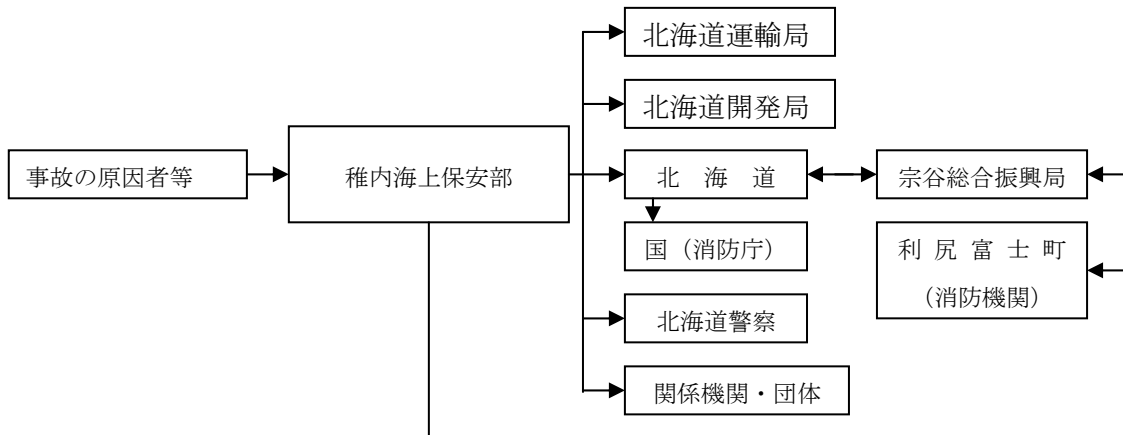 北海道運輸局
北海道開発局
事故の原因者等
稚内海上保安部
北 海 道
宗谷総合振興局
国（消防庁）
利 尻 富 士 町
（消防機関）
北海道警察
関係機関・団体